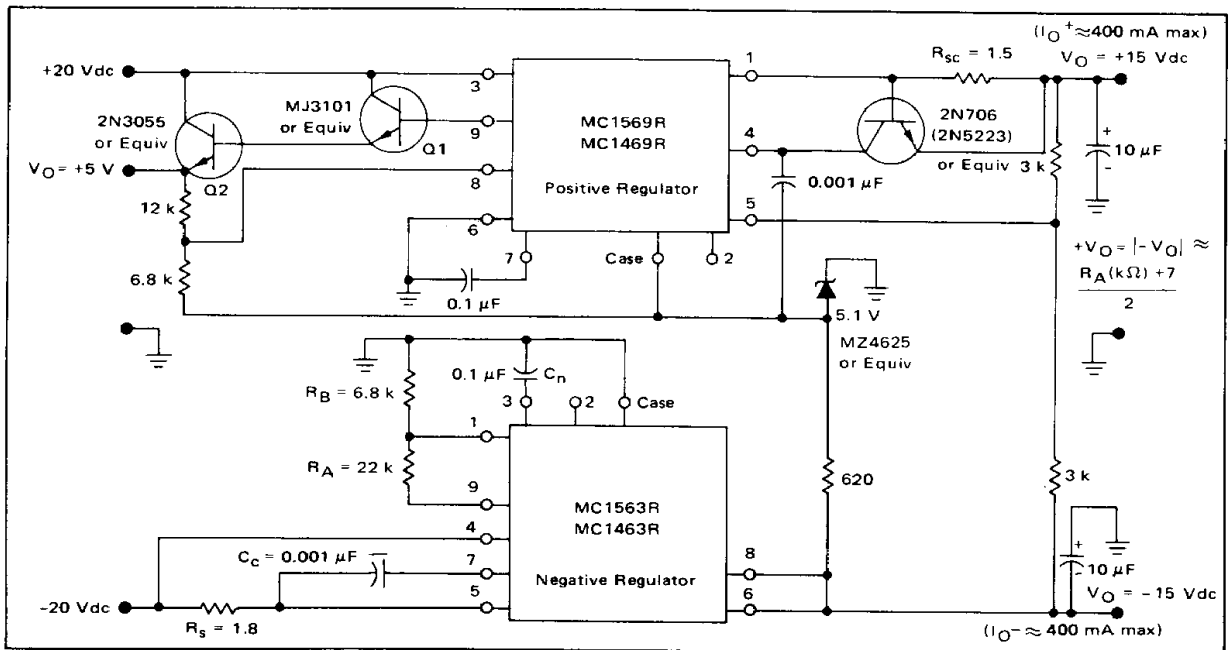 (I_O^+ ≈400 mA max)
V_O = +15 Vdc
R_sc = 1.5
1
+20 Vdc
3
MJ3101
or Equiv
2N3055
or Equiv
9
Q1
MC1569R
MC1469R
Positive Regulator
4
2N706
(2N5223)
or Equiv
3 k
+
10 µF
-
V_O = +5 V
Q2
8
0.001 µF
12 k
6
5
7
Case
2
+V_O = |-V_O| ≈
R_A(kΩ) +7
2
6.8 k
0.1 µF
5.1 V
MZ4625
or Equiv
0.1 µF
C_n
R_B = 6.8 k
3
2
Case
1
R_A = 22 k
9
MC1563R
MC1463R
Negative Regulator
620
3 k
4
C_c = 0.001 µF
7
8
+
10 µF
-20 Vdc
5
6
V_O = -15 Vdc
R_s = 1.8
(I_O^- ≈ 400 mA max)